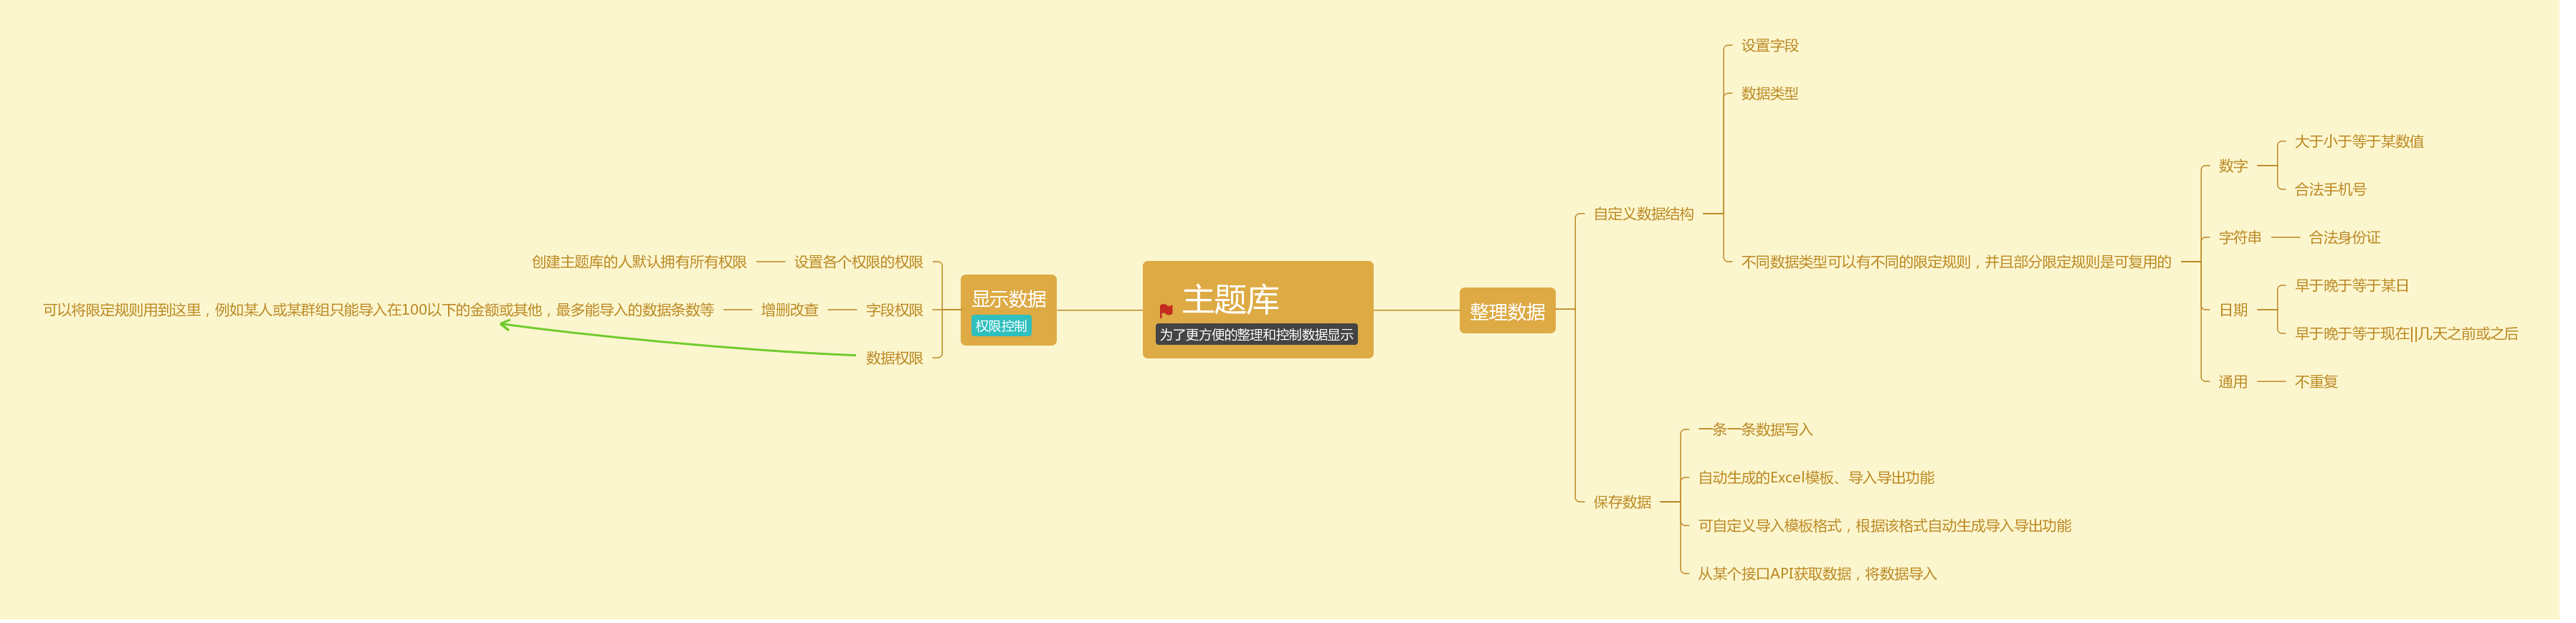 主题库
为了更方便的整理和控制数据显示
整理数据
自定义数据结构
设置字段
数据类型
不同数据类型可以有不同的限定规则，并且部分限定规则是可复用的
数字
大于小于等于某数值
合法手机号
字符串
合法身份证
日期
早于晚于等于某日
早于晚于等于现在||几天之前或之后
通用
不重复
保存数据
一条一条数据写入
自动生成的Excel模板、导入导出功能
可自定义导入模板格式，根据该格式自动生成导入导出功能
从某个接口API获取数据，将数据导入
显示数据
权限控制
设置各个权限的权限
创建主题库的人默认拥有所有权限
字段权限
增删改查
可以将限定规则用到这里，例如某人或某群组只能导入在100以下的金额或其他，最多能导入的数据条数等
数据权限